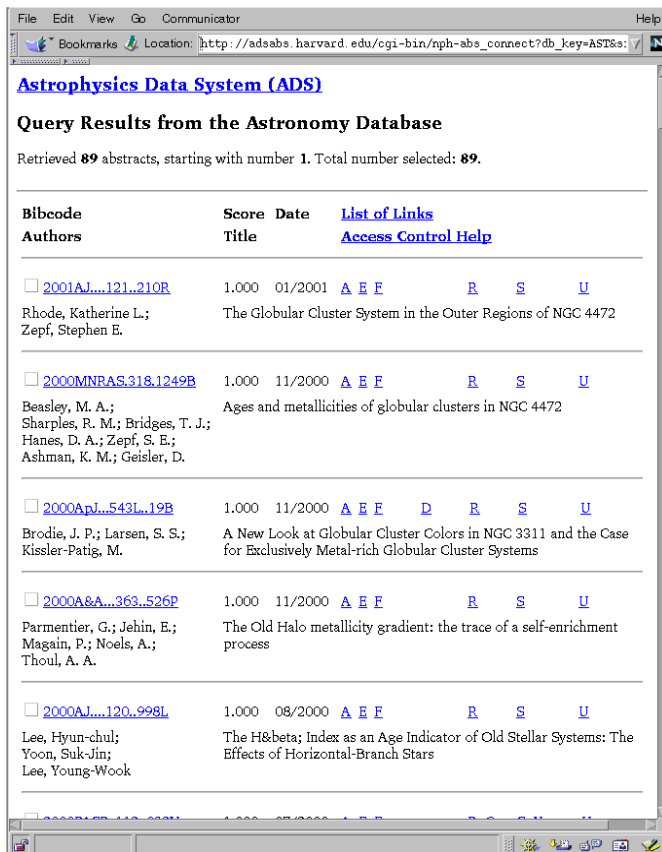 File Edit View Go Communicator Help
Bookmarks Location: http://adsabs.harvard.edu/cgi-bin/nph-abs_connect?db_key=AST&s:
Astrophysics Data System (ADS)
Query Results from the Astronomy Database
Retrieved 89 abstracts, starting with number 1. Total number selected: 89.
Bibcode Score Date List of Links
Authors Title Access Control Help
2001AJ....121..210R 1.000 01/2001 A E F R S U
Rhode, Katherine L.; The Globular Cluster System in the Outer Regions of NGC 4472
Zepf, Stephen E.
2000MNRAS.318.1249B 1.000 11/2000 A E F R S U
Beasley, M. A.; Ages and metallicities of globular clusters in NGC 4472
Sharples, R. M.; Bridges, T. J.;
Hanes, D. A.; Zepf, S. E.;
Ashman, K. M.; Geisler, D.
2000ApJ...543L..19B 1.000 11/2000 A E F D R S U
Brodie, J. P.; Larsen, S. S.; A New Look at Globular Cluster Colors in NGC 3311 and the Case
Kissler-Patig, M. for Exclusively Metal-rich Globular Cluster Systems
2000A&A...363..526P 1.000 11/2000 A E F R S U
Parmentier, G.; Jehin, E.; The Old Halo metallicity gradient: the trace of a self-enrichment
Magain, P.; Noels, A.; process
Thoul, A. A.
2000AJ....120..998L 1.000 08/2000 A E F R S U
Lee, Hyun-chul; The H&beta; Index as an Age Indicator of Old Stellar Systems: The
Yoon, Suk-Jin; Effects of Horizontal-Branch Stars
Lee, Young-Wook